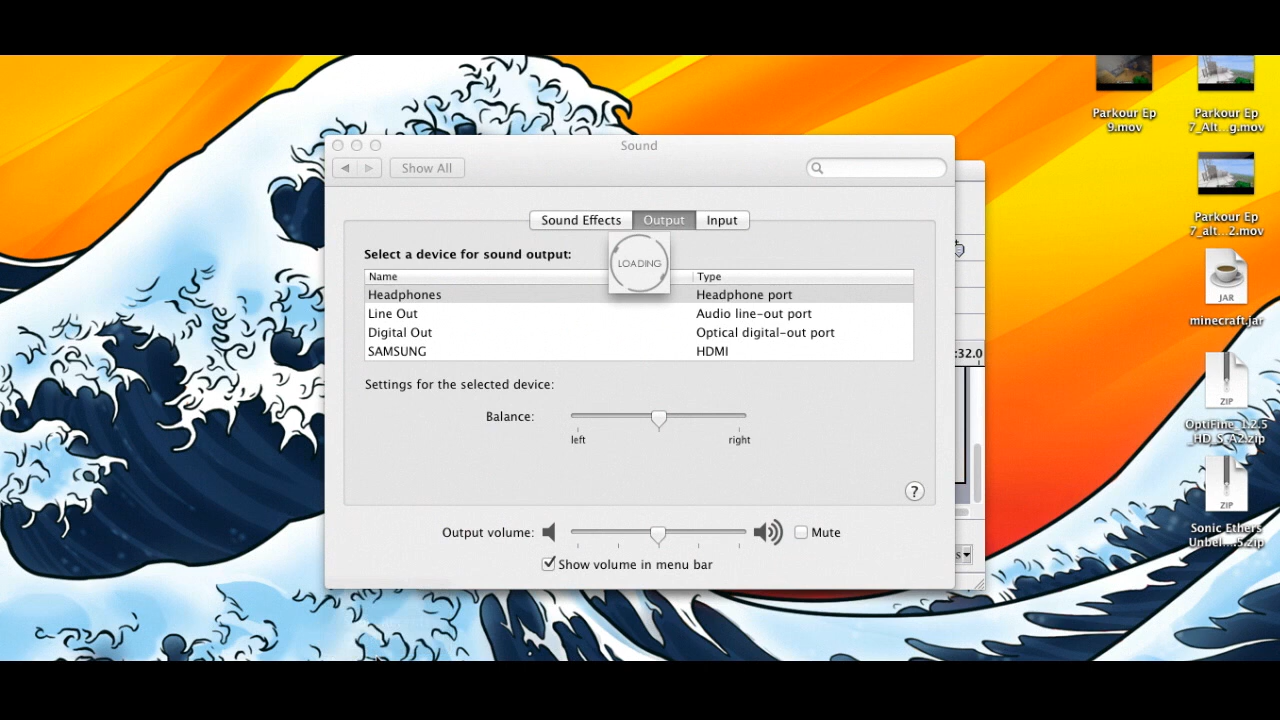 Sound
Show All
Sound Effects
Output
Input
Select a device for sound output:
LOADING
Name
Type
Headphones
Headphone port
Line Out
Audio line-out port
Digital Out
Optical digital-out port
SAMSUNG
HDMI
Settings for the selected device:
Balance:
left
right
?
Output volume:
Mute
Show volume in menu bar
:32.0
s
Parkour Ep
9.mov
Parkour Ep
7_Alt...g.mov
Parkour Ep
7_alt...2.mov
JAR
minecraft.jar
ZIP
OptiFine_1.2.5
_HD_S_A2.zip
ZIP
Sonic Ethers
Unbel....5.zip